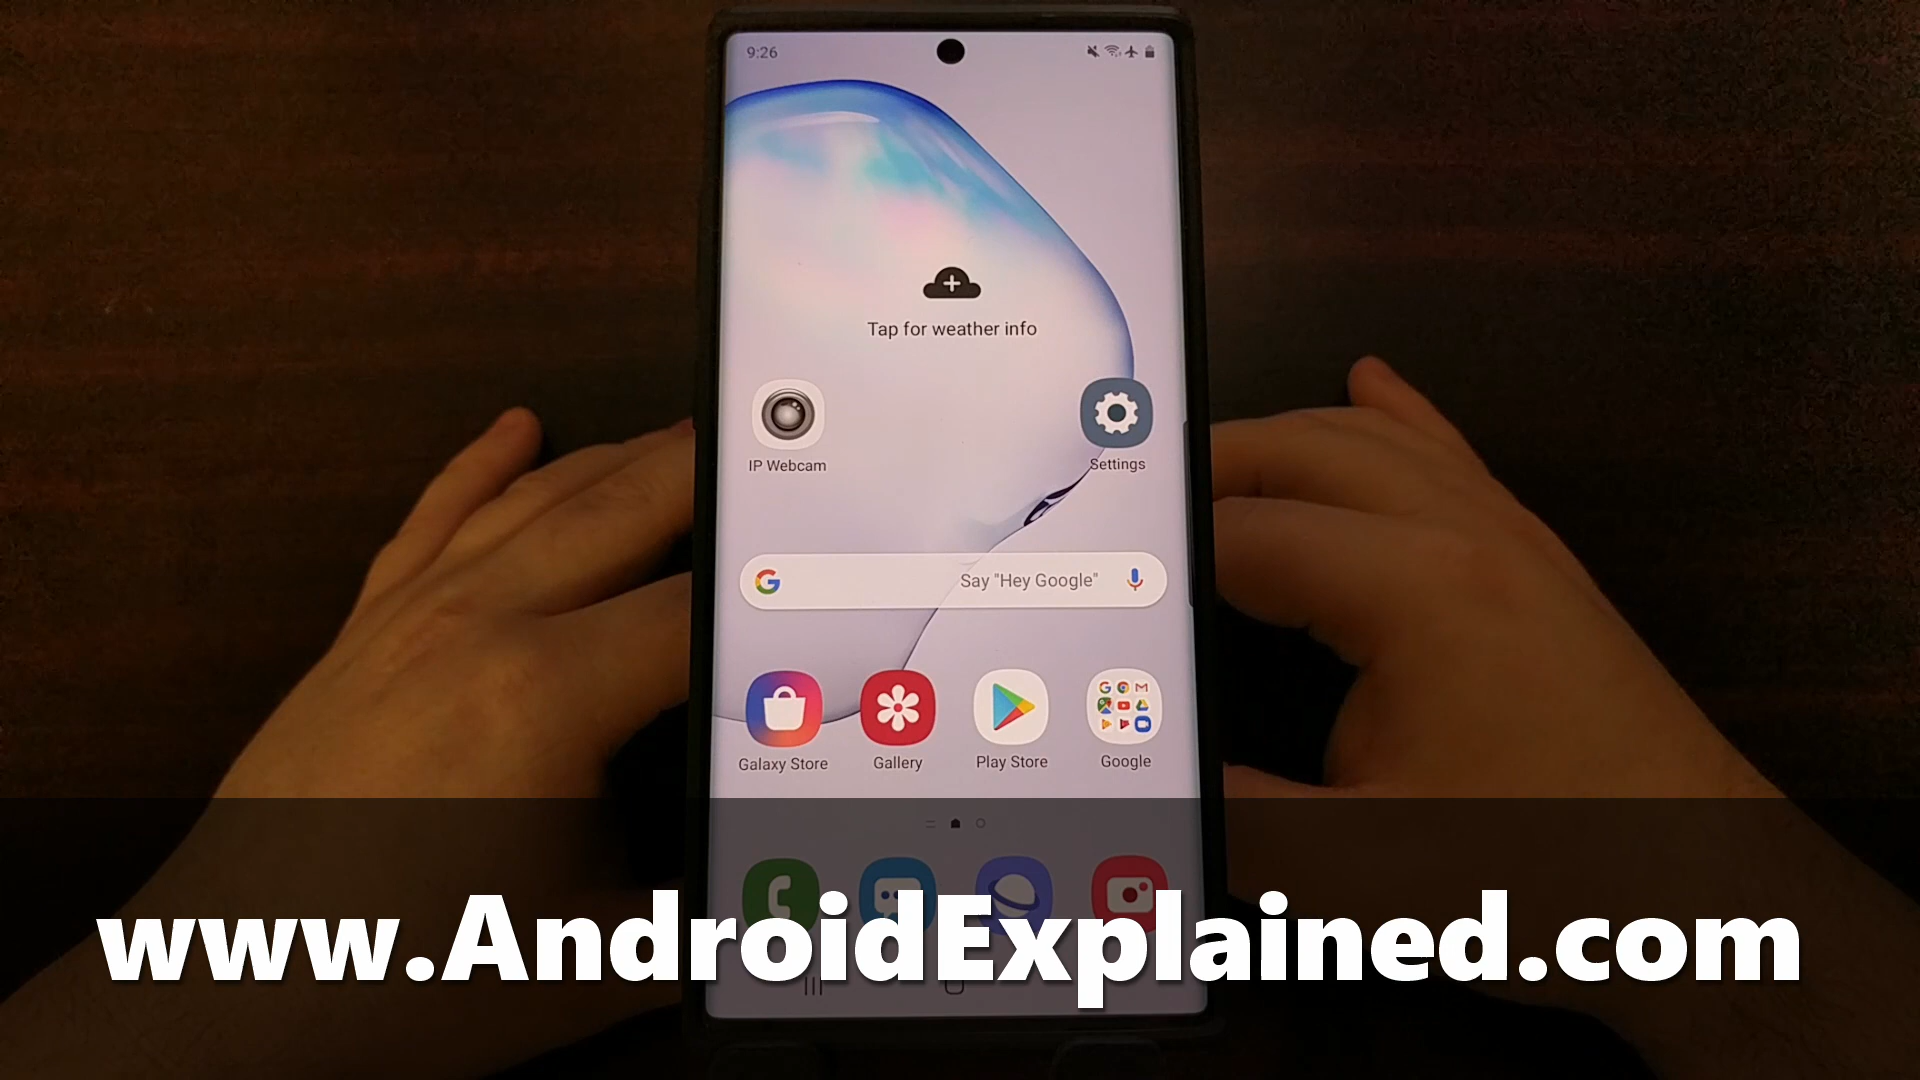 9:26
Tap for weather info
IP Webcam
Settings
Say "Hey Google"
Galaxy Store
Gallery
Play Store
Google
www.AndroidExplained.com